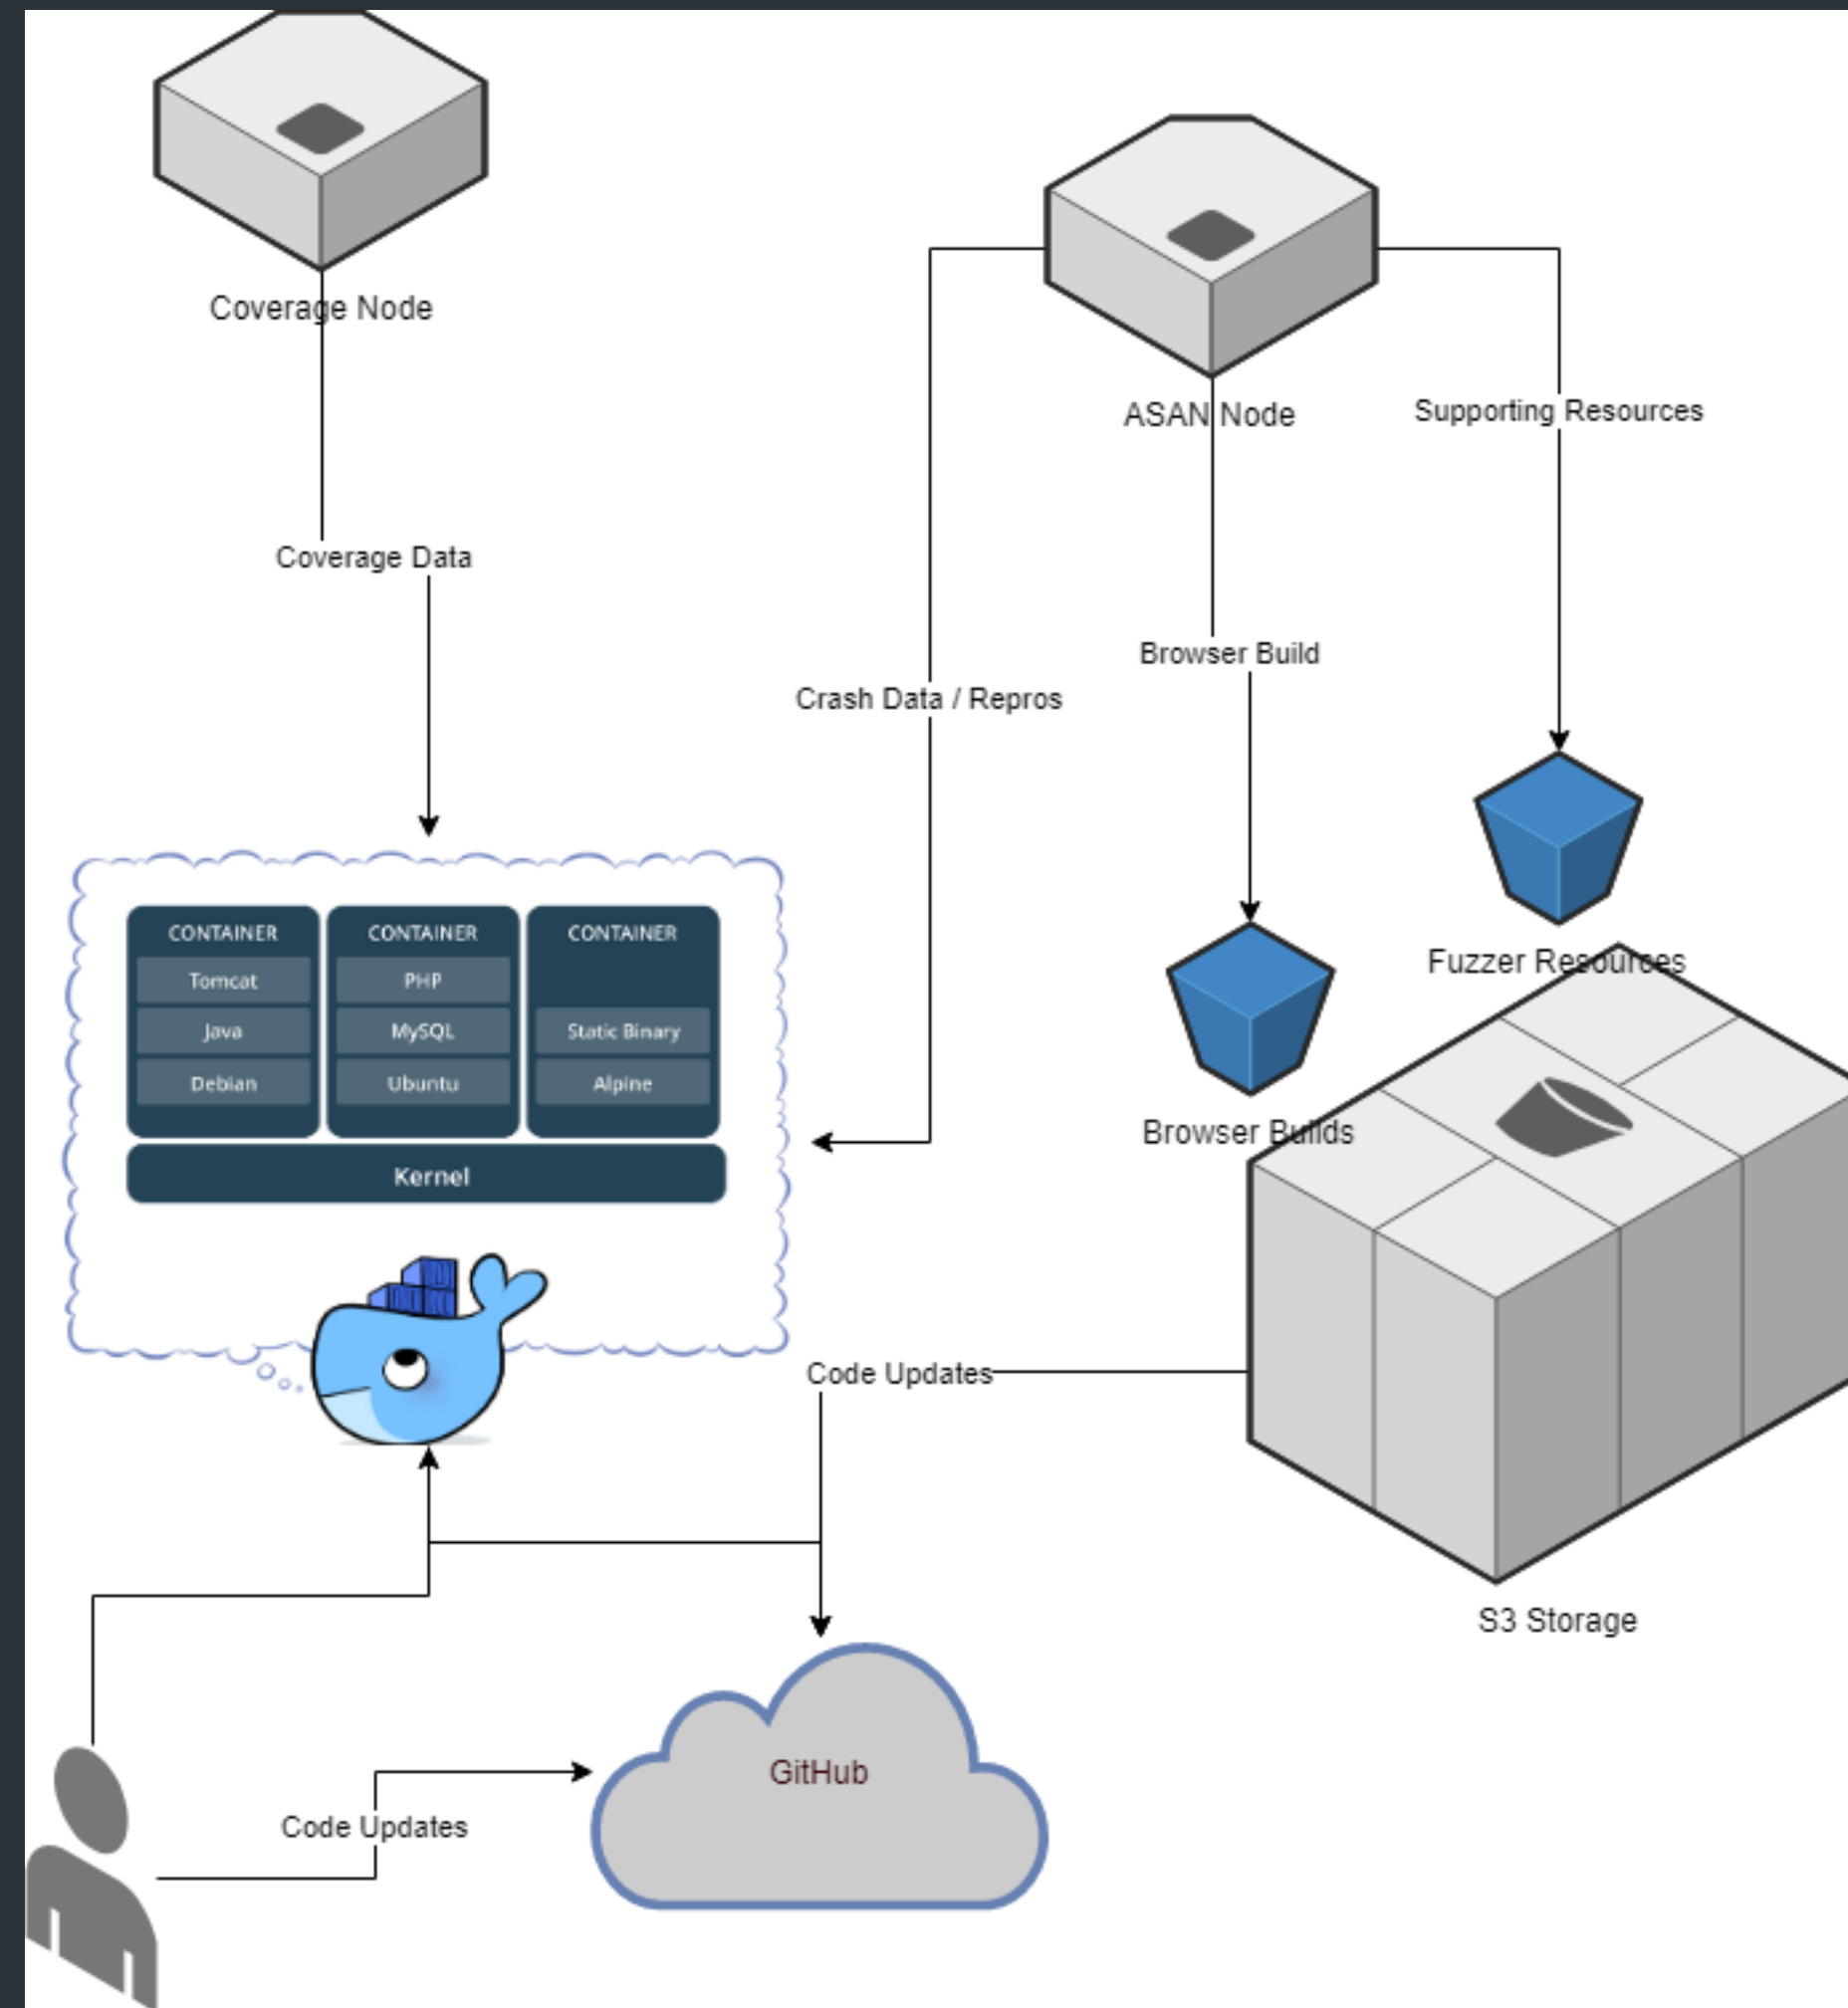 Coverage Node
ASAN Node
Supporting Resources
Coverage Data
Browser Build
Crash Data / Repros
CONTAINER
Tomcat
Java
Debian
CONTAINER
PHP
MySQL
Ubuntu
CONTAINER
Static Binary
Alpine
Kernel
Fuzzer Resources
Browser Builds
Code Updates
S3 Storage
GitHub
Code Updates